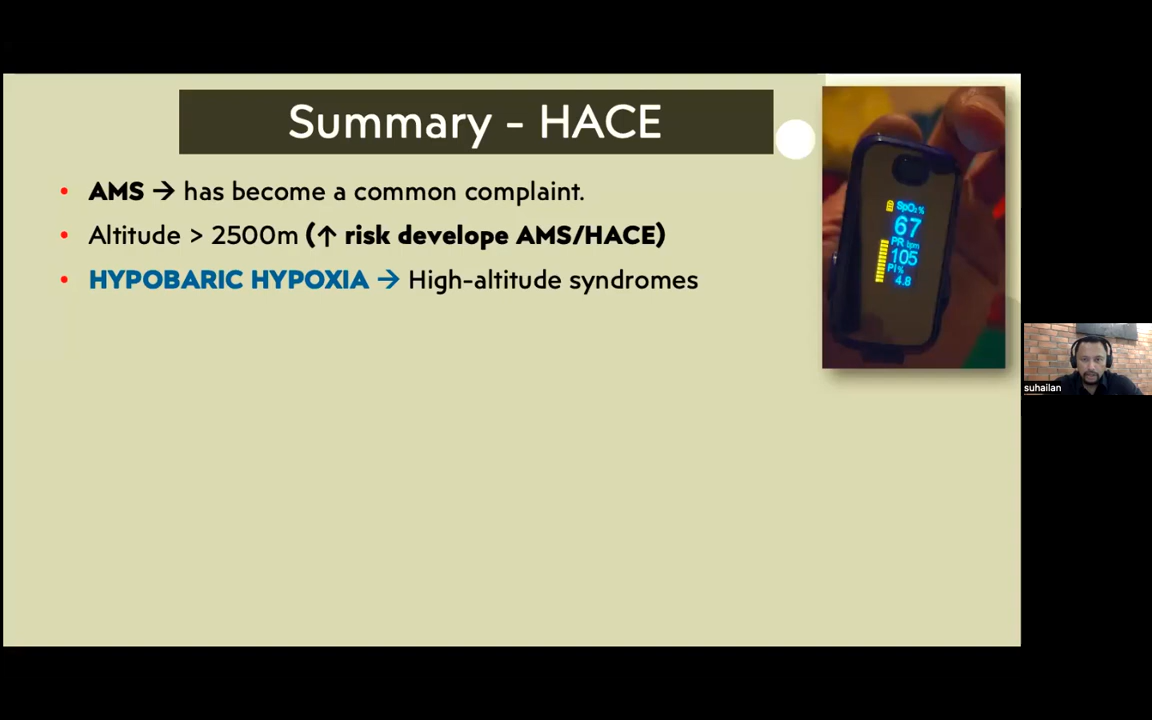 Summary - HACE
• AMS → has become a common complaint.
• Altitude > 2500m (↑ risk develope AMS/HACE)
• HYPOBARIC HYPOXIA → High-altitude syndromes
SpO₂%
67
PR bpm
105
PI %
4.8
suhailan